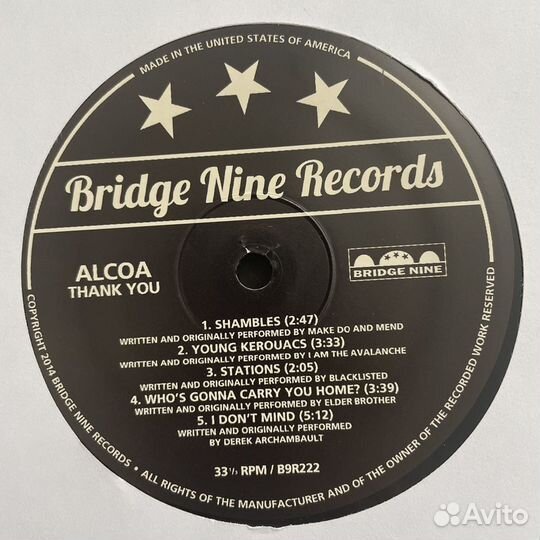 MADE IN THE UNITED STATES OF AMERICA
Bridge Nine Records
ALCOA
THANK YOU
BRIDGE NINE
1. SHAMBLES (2:47)
WRITTEN AND ORIGINALLY PERFORMED BY MAKE DO AND MEND
2. YOUNG KEROUACS (3:33)
WRITTEN AND ORIGINALLY PERFORMED BY I AM THE AVALANCHE
3. STATIONS (2:05)
WRITTEN AND ORIGINALLY PERFORMED BY BLACKLISTED
4. WHO'S GONNA CARRY YOU HOME? (3:39)
WRITTEN AND ORIGINALLY PERFORMED BY ELDER BROTHER
5. I DON'T MIND (5:12)
WRITTEN AND ORIGINALLY PERFORMED
BY DEREK ARCHAMBAULT
33 1/3 RPM / B9R222
COPYRIGHT 2014 BRIDGE NINE RECORDS • ALL RIGHTS OF THE MANUFACTURER AND OF THE OWNER OF THE RECORDED WORK RESERVED
Avito